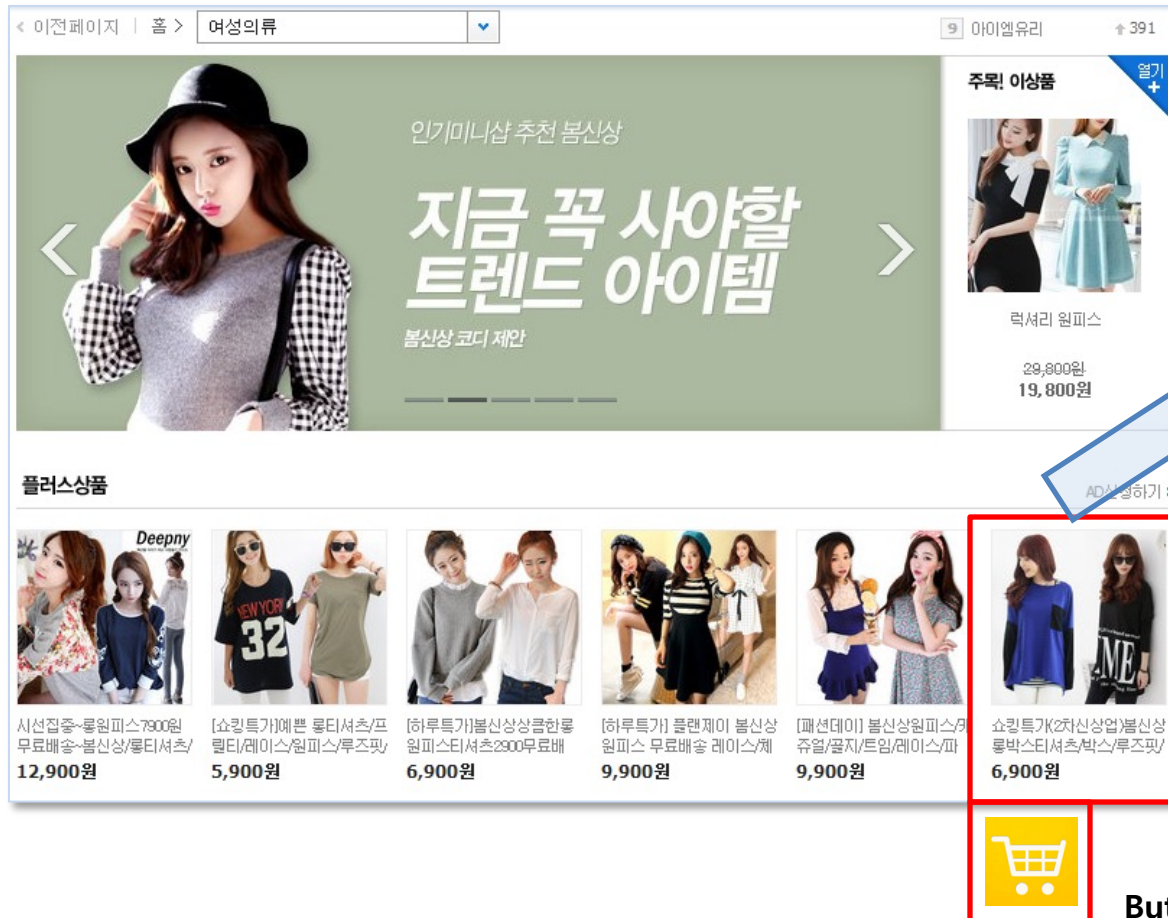 < 이전페이지 | 홈 > 여성의류
9 아이엠유리 391
인기미니샵 추천 봄신상
지금 꼭 사야할
트렌드 아이템
봄신상 코디 제안
주목! 이상품
열기
+
럭셔리 원피스
29,800원
19,800원
플러스상품
AD신청하기
Deepny
NEW YORK
32
시선집중~롱원피스7900원
무료배송~봄신상/롱티셔츠/
12,900원
[쇼킹특가]예쁜 롱티셔츠/프
릴티/레이스/원피스/루즈핏/
5,900원
[하루특가]봄신상상큼한롱
원피스티셔츠2900무료배
6,900원
[하루특가] 플랜제이 봄신상
원피스 무료배송 레이스/체
9,900원
[패션데이] 봄신상원피스/캐
쥬얼/골지/트임/레이스/파
9,900원
쇼킹특가(2차신상업)봄신상
롱박스티셔츠/박스/루즈핏/
6,900원
But